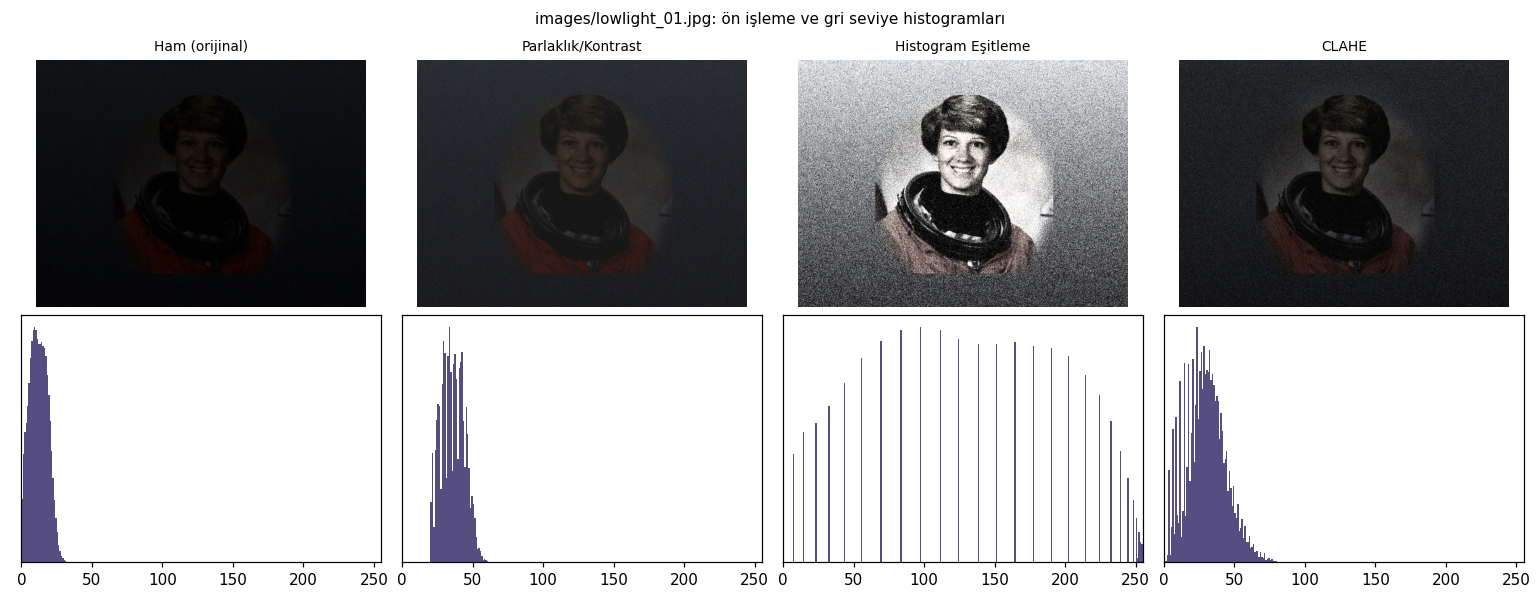 images/lowlight_01.jpg: ön işleme ve gri seviye histogramları
Ham (orijinal)
Parlaklık/Kontrast
Histogram Eşitleme
CLAHE
0 50 100 150 200 250
0 50 100 150 200 250
0 50 100 150 200 250
0 50 100 150 200 250